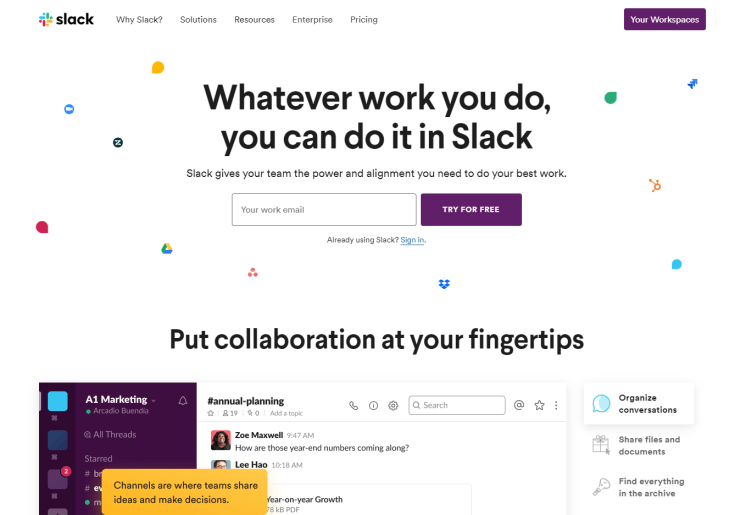 slack
Why Slack?
Solutions
Resources
Enterprise
Pricing
Your Workspaces
Whatever work you do,
you can do it in Slack
Slack gives your team the power and alignment you need to do your best work.
Your work email
TRY FOR FREE
Already using Slack? Sign in.
Put collaboration at your fingertips
A1 Marketing
Arcadio Buendia
All Threads
Starred
# br
# ev
m
2
#annual-planning
19
0
Add a topic
Search
Zoe Maxwell 9:47 AM
How are those year-end numbers coming along?
Lee Hao 10:18 AM
Year-on-year Growth
78 kB PDF
Channels are where teams share
ideas and make decisions.
Organize
conversations
Share files and
documents
Find everything
in the archive